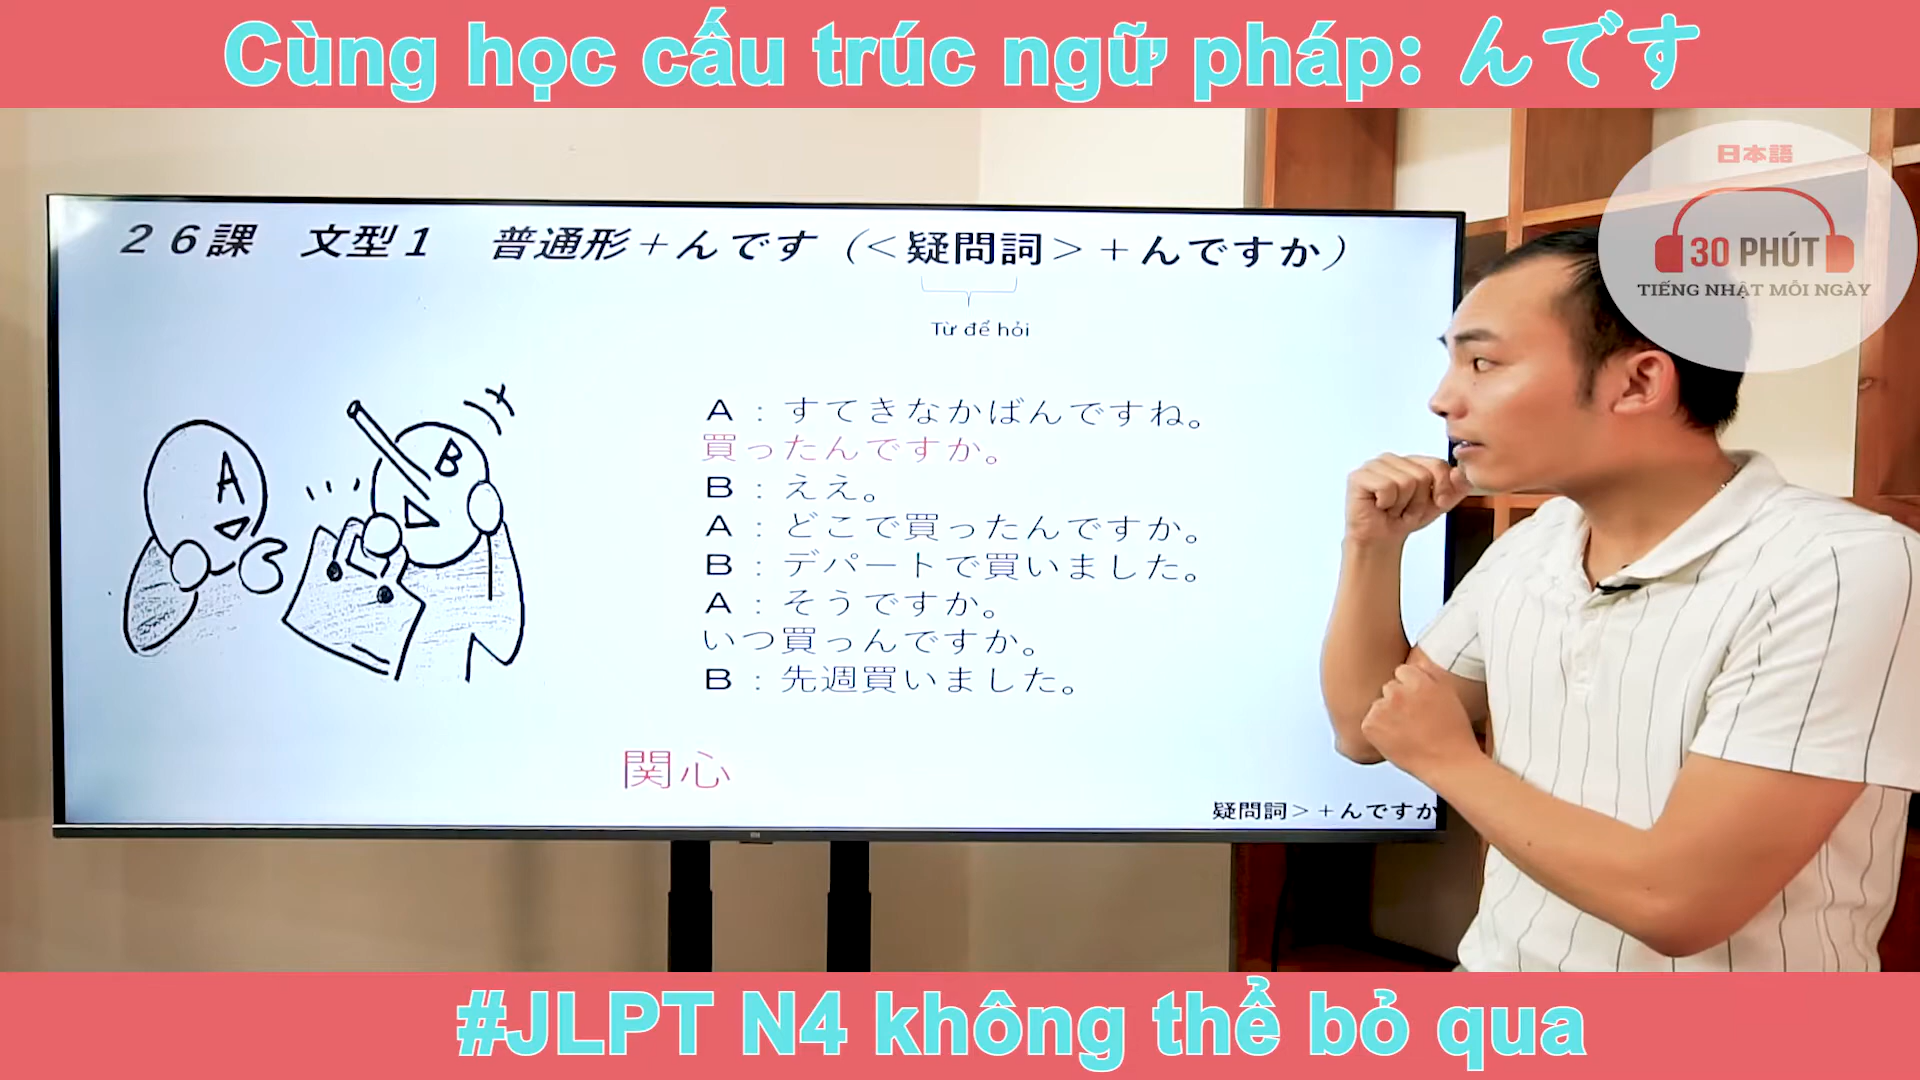 Cùng học cấu trúc ngữ pháp: んです
日本語
30 PHÚT
TIẾNG NHẬT MỖI NGÀY
２６課　文型１　普通形＋んです（＜疑問詞＞＋んですか）
Từ để hỏi
A
B
A：すてきなかばんですね。
買ったんですか。
B：ええ。
A：どこで買ったんですか。
B：デパートで買いました。
A：そうですか。
いつ買っんですか。
B：先週買いました。
関心
疑問詞＞＋んですか
#JLPT N4 không thể bỏ qua